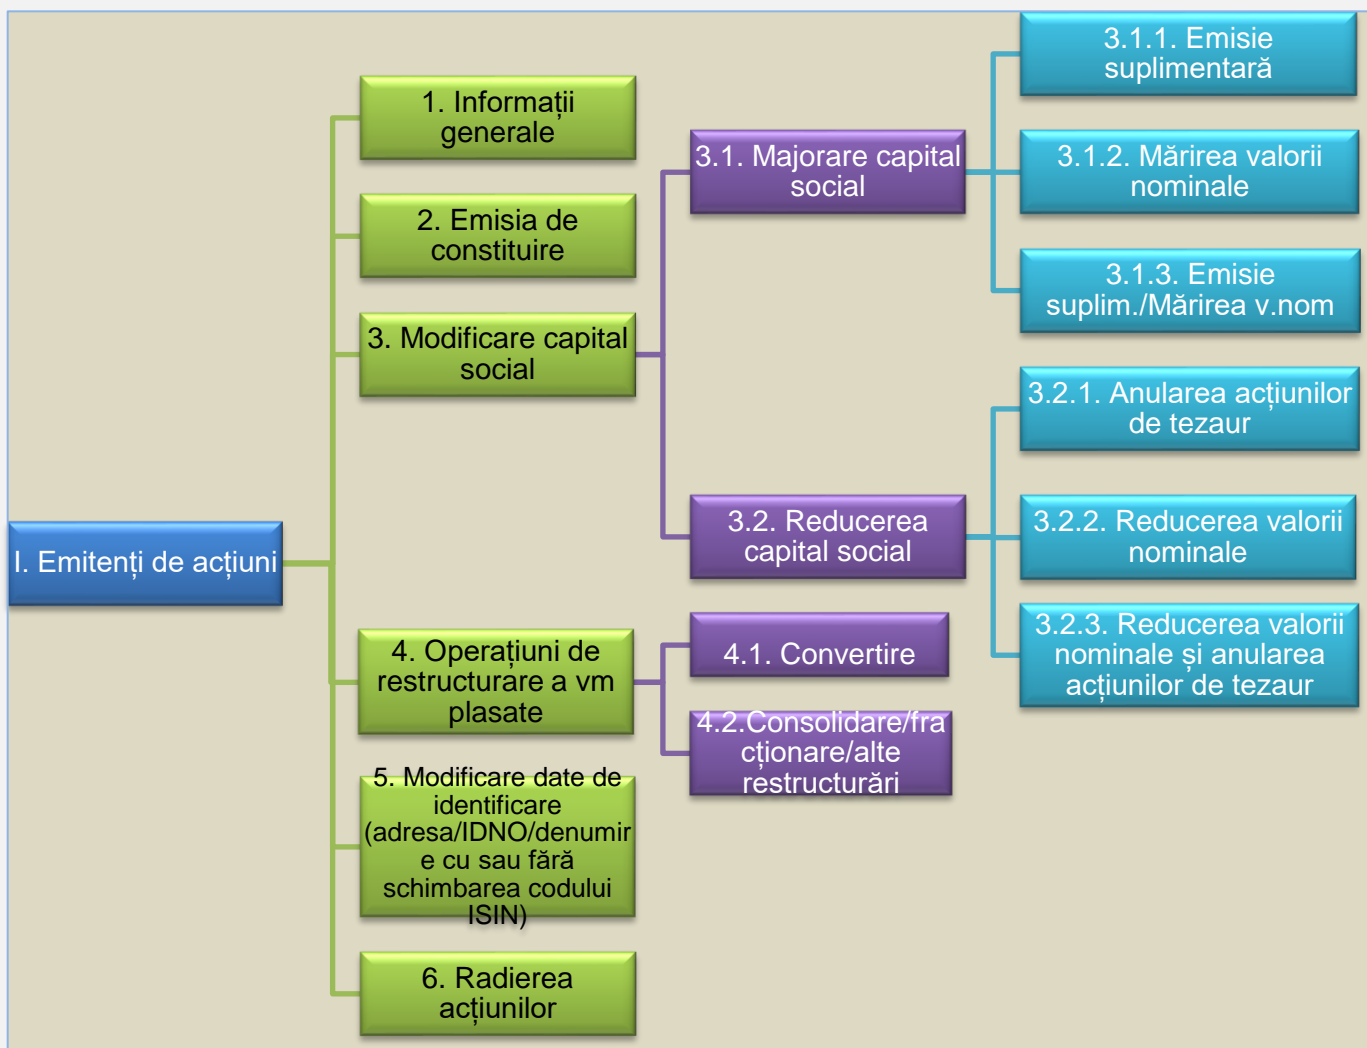 I. Emitenți de acțiuni
1. Informații
generale
2. Emisia de
constituire
3. Modificare capital
social
3.1. Majorare capital
social
3.1.1. Emisie
suplimentară
3.1.2. Mărirea valorii
nominale
3.1.3. Emisie
suplim./Mărirea v.nom
3.2. Reducerea
capital social
3.2.1. Anularea acțiunilor
de tezaur
3.2.2. Reducerea valorii
nominale
3.2.3. Reducerea valorii
nominale și anularea
acțiunilor de tezaur
4. Operațiuni de
restructurare a vm
plasate
4.1. Convertire
4.2.Consolidare/fra
cționare/alte
restructurări
5. Modificare date de
identificare
(adresa/IDNO/denumir
e cu sau fără
schimbarea codului
ISIN)
6. Radierea
acțiunilor